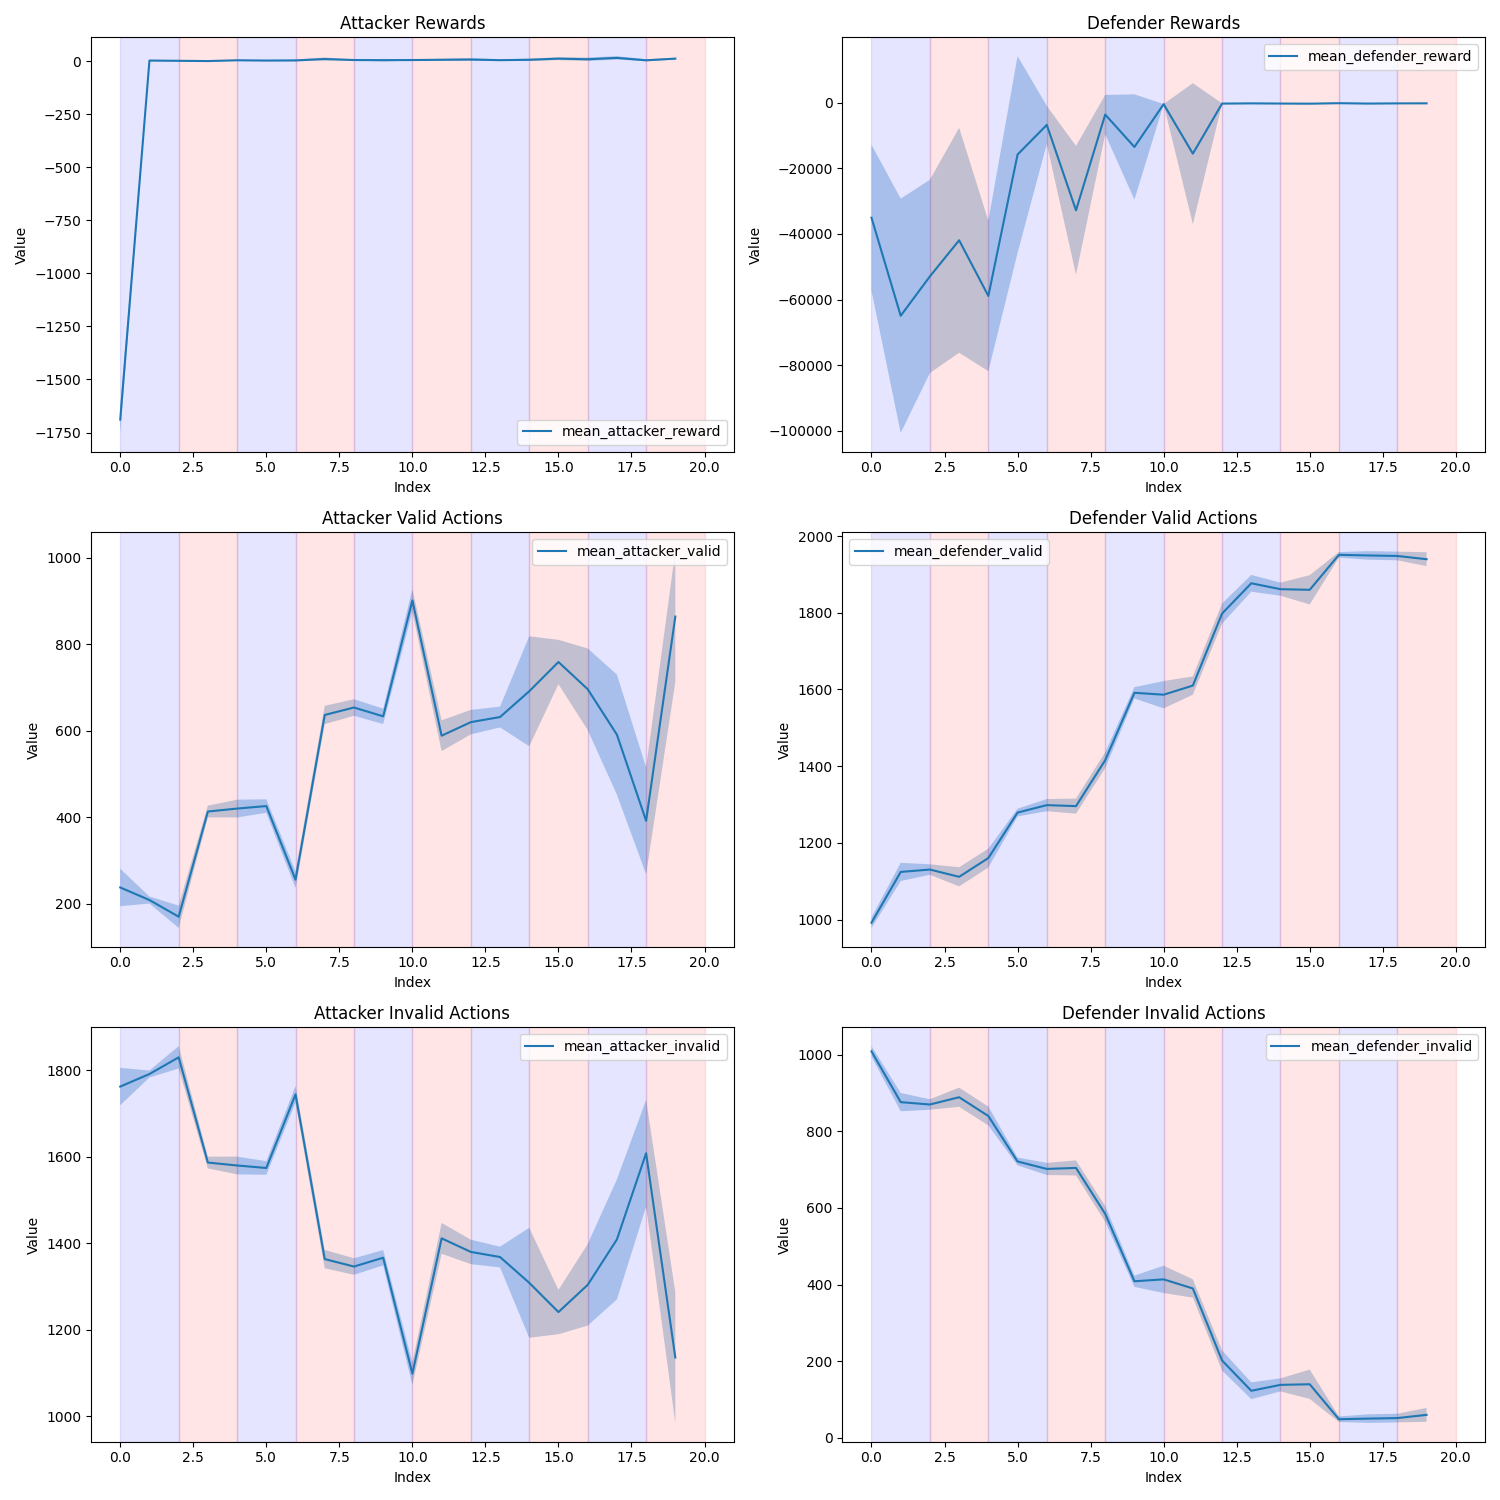 Attacker Rewards
0
−250
−500
−750
−1000
−1250
−1500
−1750
Value
mean_attacker_reward
0.0 2.5 5.0 7.5 10.0 12.5 15.0 17.5 20.0
Index
Defender Rewards
mean_defender_reward
0
−20000
−40000
−60000
−80000
−100000
Value
0.0 2.5 5.0 7.5 10.0 12.5 15.0 17.5 20.0
Index
Attacker Valid Actions
mean_attacker_valid
1000
800
600
400
200
Value
0.0 2.5 5.0 7.5 10.0 12.5 15.0 17.5 20.0
Index
Defender Valid Actions
mean_defender_valid
2000
1800
1600
1400
1200
1000
Value
0.0 2.5 5.0 7.5 10.0 12.5 15.0 17.5 20.0
Index
Attacker Invalid Actions
mean_attacker_invalid
1800
1600
1400
1200
1000
Value
0.0 2.5 5.0 7.5 10.0 12.5 15.0 17.5 20.0
Index
Defender Invalid Actions
mean_defender_invalid
1000
800
600
400
200
0
Value
0.0 2.5 5.0 7.5 10.0 12.5 15.0 17.5 20.0
Index